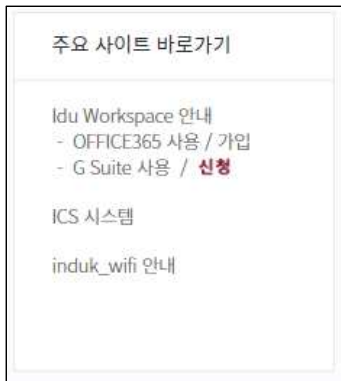 주요 사이트 바로가기
Idu Workspace 안내
- OFFICE365 사용 / 가입
- G Suite 사용 / 신청
ICS 시스템
induk_wifi 안내